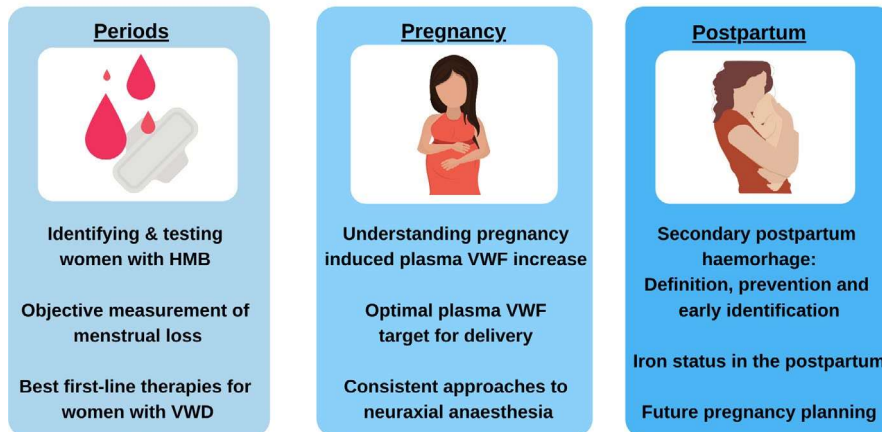 Periods
Identifying & testing
women with HMB
Objective measurement of
menstrual loss
Best first-line therapies for
women with VWD
Pregnancy
Understanding pregnancy
induced plasma VWF increase
Optimal plasma VWF
target for delivery
Consistent approaches to
neuraxial anaesthesia
Postpartum
Secondary postpartum
haemorhage:
Definition, prevention and
early identification
Iron status in the postpartum
Future pregnancy planning